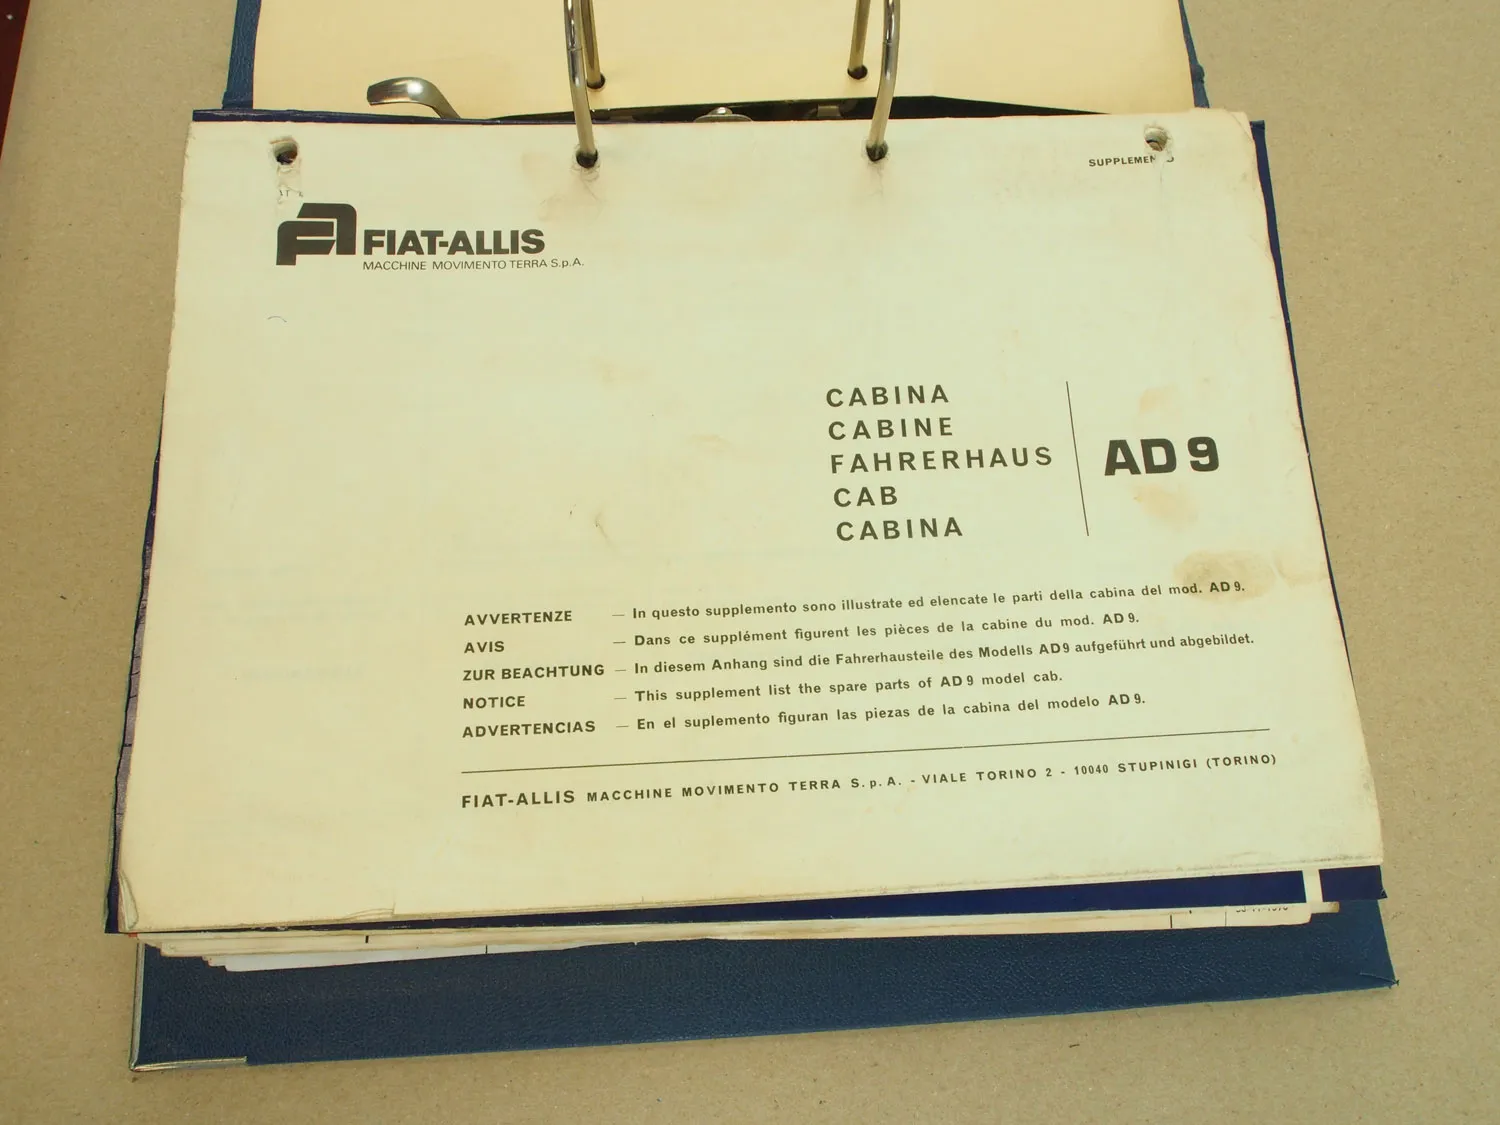 FIAT-ALLIS
MACCHINE MOVIMENTO TERRA S.p.A.
CABINA
CABINE
FAHRERHAUS
CAB
CABINA
AD 9
AVVERTENZE — In questo supplemento sono illustrate ed elencate le parti della cabina del mod. AD 9.
AVIS — Dans ce supplément figurent les pièces de la cabine du mod. AD 9.
ZUR BEACHTUNG — In diesem Anhang sind die Fahrerhausteile des Modells AD9 aufgeführt und abgebildet.
NOTICE — This supplement list the spare parts of AD 9 model cab.
ADVERTENCIAS — En el suplemento figuran las piezas de la cabina del modelo AD 9.
FIAT-ALLIS MACCHINE MOVIMENTO TERRA S.p.A. - VIALE TORINO 2 - 10040 STUPINIGI (TORINO)